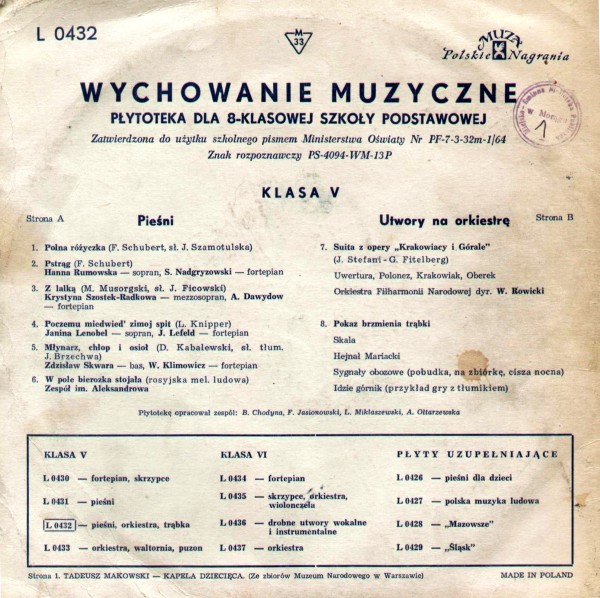 L 0432
M
33
MUZA
Polskie Nagrania
WYCHOWANIE MUZYCZNE
PŁYTOTEKA DLA 8-KLASOWEJ SZKOŁY PODSTAWOWEJ
Zatwierdzona do użytku szkolnego pismem Ministerstwa Oświaty Nr PF-7-3-32m-1/64
Znak rozpoznawczy PS-4094-WM-13P
1
KLASA V
Strona A
Pieśni
1. Polna różyczka (F. Schubert, sł. J. Szamotulska)
2. Pstrąg (F. Schubert)
Hanna Rumowska — sopran, S. Nadgryzowski — fortepian
3. Z lalką (M. Musorgski, sł. J. Ficowski)
Krystyna Szostek-Radkowa — mezzosopran, A. Dawydow
— fortepian
4. Poczemu miedwied' zimoj spit (L. Knipper)
Janina Lenobel — sopran, J. Lefeld — fortepian
5. Młynarz, chłop i osioł (D. Kabalewski, sł. tłum.
J. Brzechwa)
Zdzisław Skwara — bas, W. Klimowicz — fortepian
6. W pole bierozka stojała (rosyjska mel. ludowa)
Zespół im. Aleksandrowa
Utwory na orkiestrę
Strona B
7. Suita z opery „Krakowiacy i Górale"
(J. Stefani - G. Fitelberg)
Uwertura, Polonez, Krakowiak, Oberek
Orkiestra Filharmonii Narodowej dyr. W. Rowicki
8. Pokaz brzmienia trąbki
Skala
Hejnał Mariacki
Sygnały obozowe (pobudka, na zbiórkę, cisza nocna)
Idzie górnik (przykład gry z tłumikiem)
Płytotekę opracował zespół: B. Chodyna, F. Jasionowski, L. Mikłaszewski, A. Ołtarzewska
KLASA V
L 0430 — fortepian, skrzypce
L 0431 — pieśni
L 0432 — pieśni, orkiestra, trąbka
L 0433 — orkiestra, waltornia, puzon
KLASA VI
L 0434 — fortepian
L 0435 — skrzypce, orkiestra,
wiolonczela
L 0436 — drobne utwory wokalne
i instrumentalne
L 0437 — orkiestra
PŁYTY UZUPEŁNIAJĄCE
L 0426 — pieśni dla dzieci
L 0427 — polska muzyka ludowa
L 0428 — „Mazowsze"
L 0429 — „Śląsk"
Strona 1. TADEUSZ MAKOWSKI — KAPELA DZIECIĘCA. (Ze zbiorów Muzeum Narodowego w Warszawie)
MADE IN POLAND